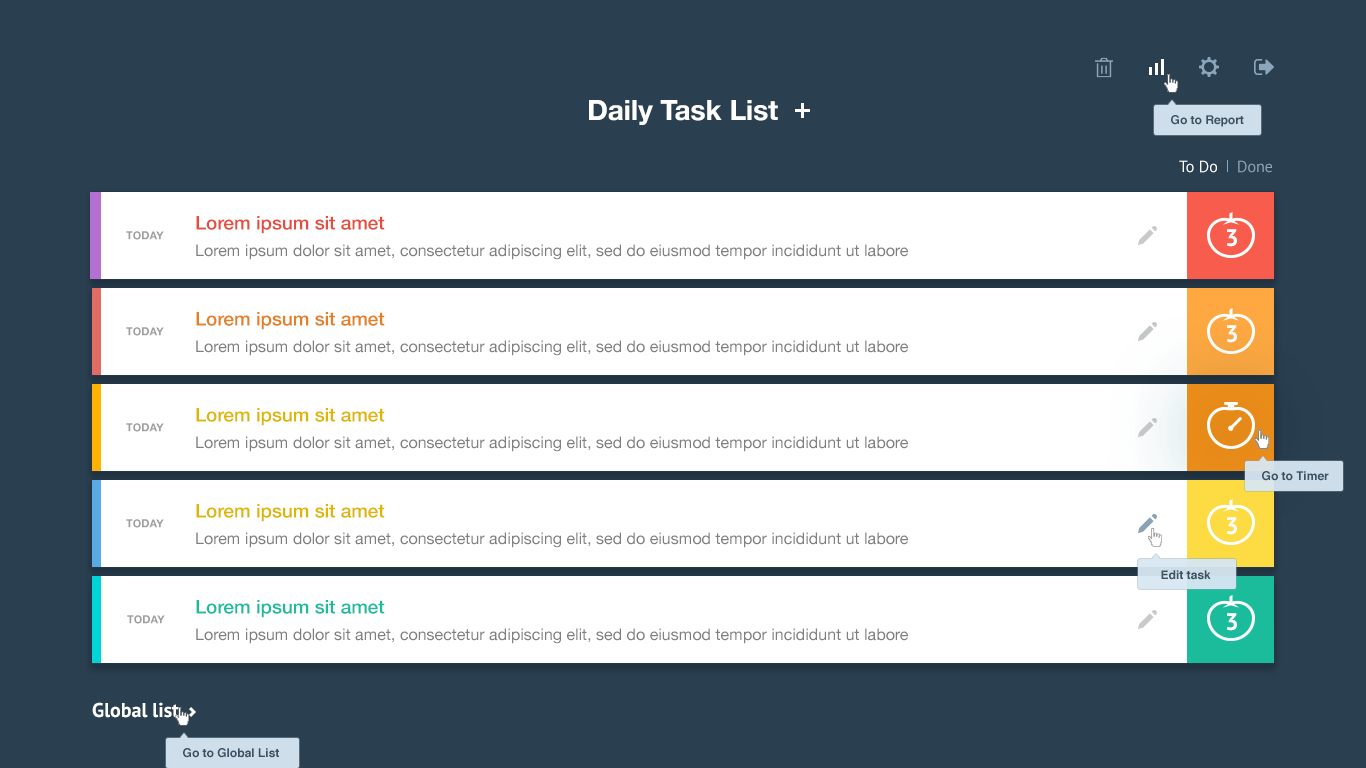 Daily Task List +
Go to Report
To Do | Done
TODAY
Lorem ipsum sit amet
Lorem ipsum dolor sit amet, consectetur adipiscing elit, sed do eiusmod tempor incididunt ut labore
3
TODAY
Lorem ipsum sit amet
Lorem ipsum dolor sit amet, consectetur adipiscing elit, sed do eiusmod tempor incididunt ut labore
3
TODAY
Lorem ipsum sit amet
Lorem ipsum dolor sit amet, consectetur adipiscing elit, sed do eiusmod tempor incididunt ut labore
Go to Timer
TODAY
Lorem ipsum sit amet
Lorem ipsum dolor sit amet, consectetur adipiscing elit, sed do eiusmod tempor incididunt ut labore
3
Edit task
TODAY
Lorem ipsum sit amet
Lorem ipsum dolor sit amet, consectetur adipiscing elit, sed do eiusmod tempor incididunt ut labore
3
Global list
Go to Global List